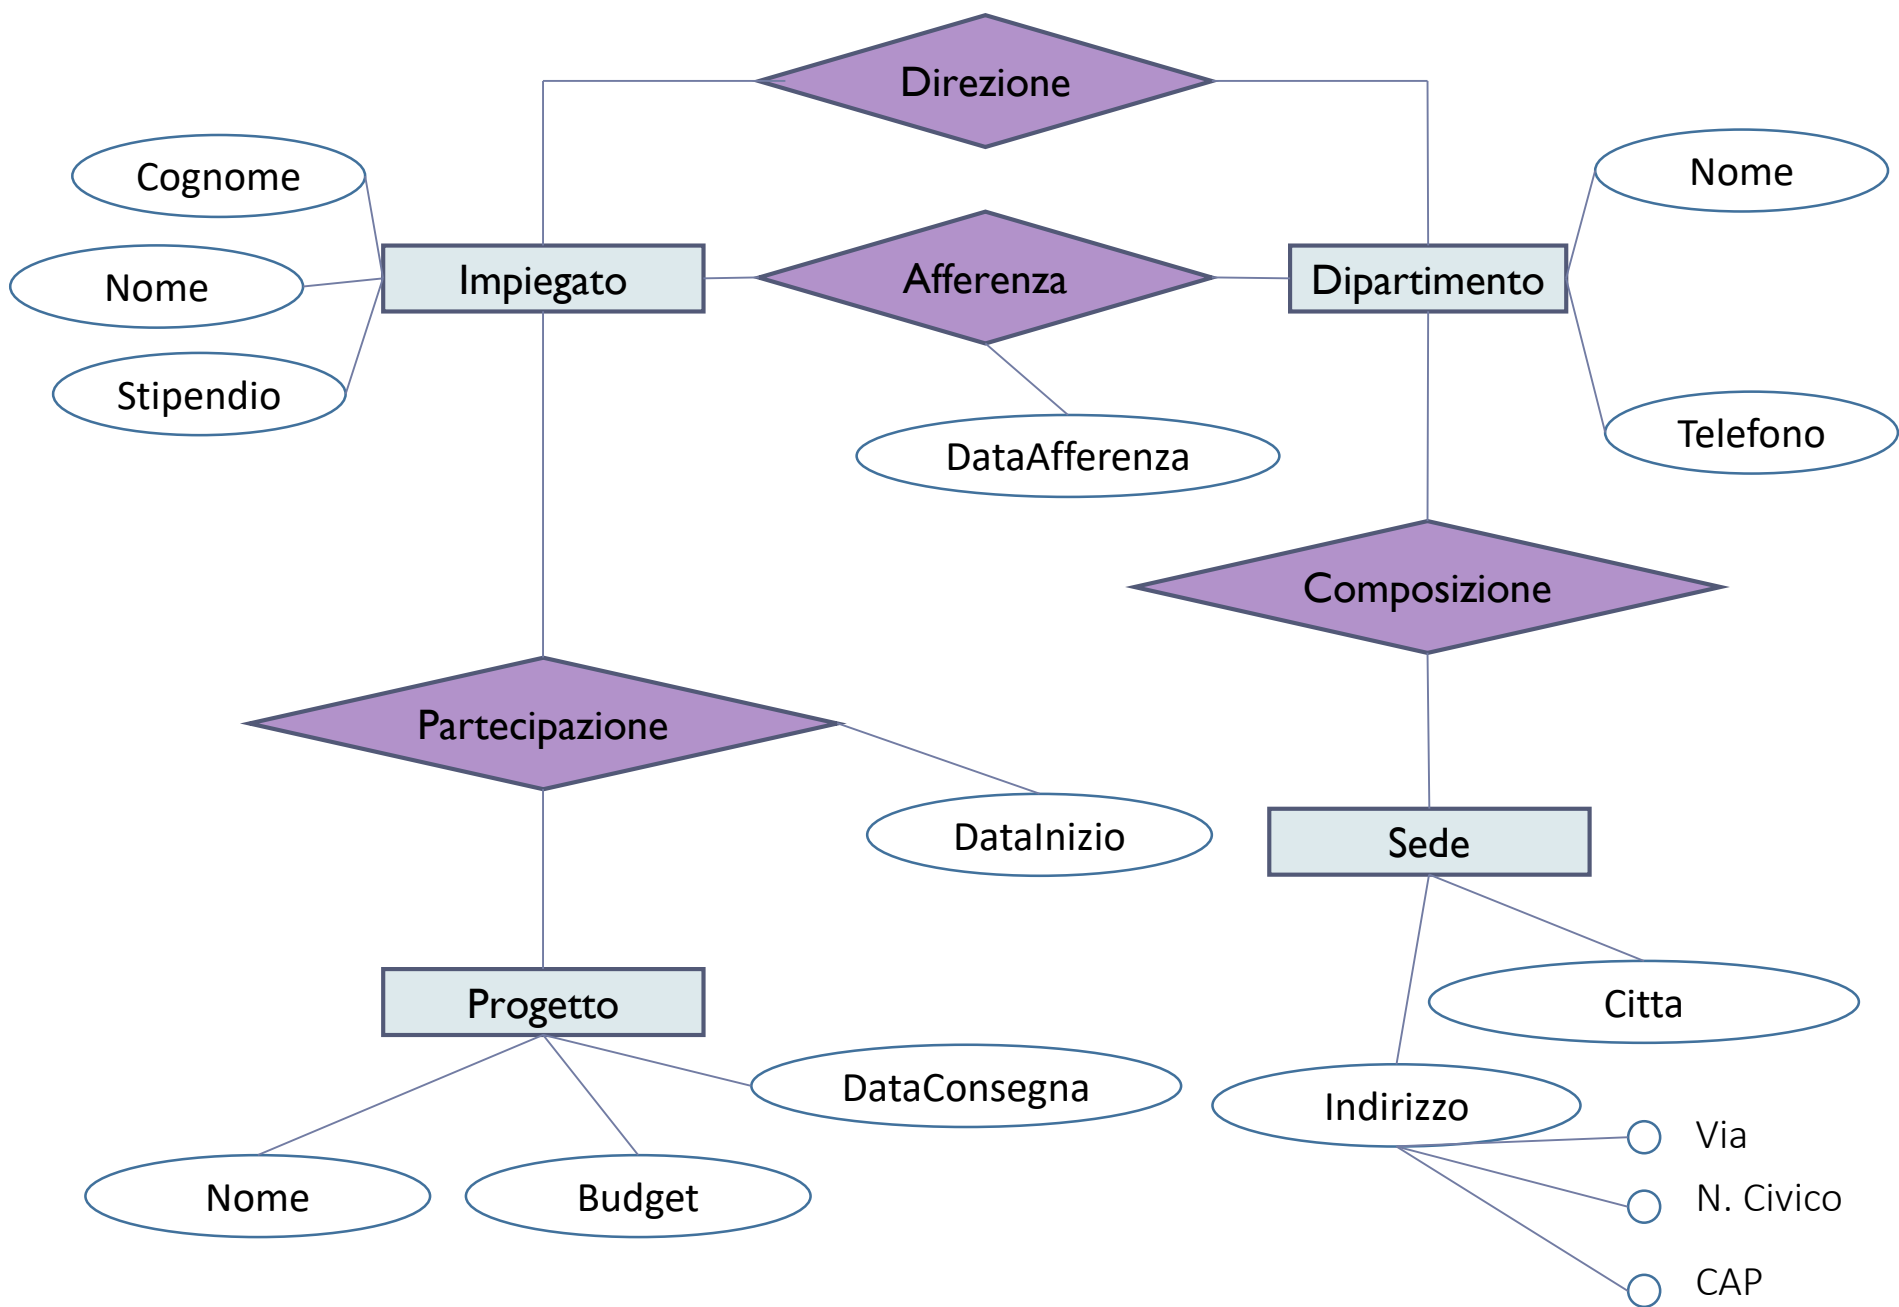 Direzione
Cognome
Nome
Nome
Impiegato
Afferenza
Dipartimento
Stipendio
DataAfferenza
Telefono
Composizione
Partecipazione
DataInizio
Sede
Progetto
Citta
DataConsegna
Indirizzo
Via
Nome
Budget
N. Civico
CAP